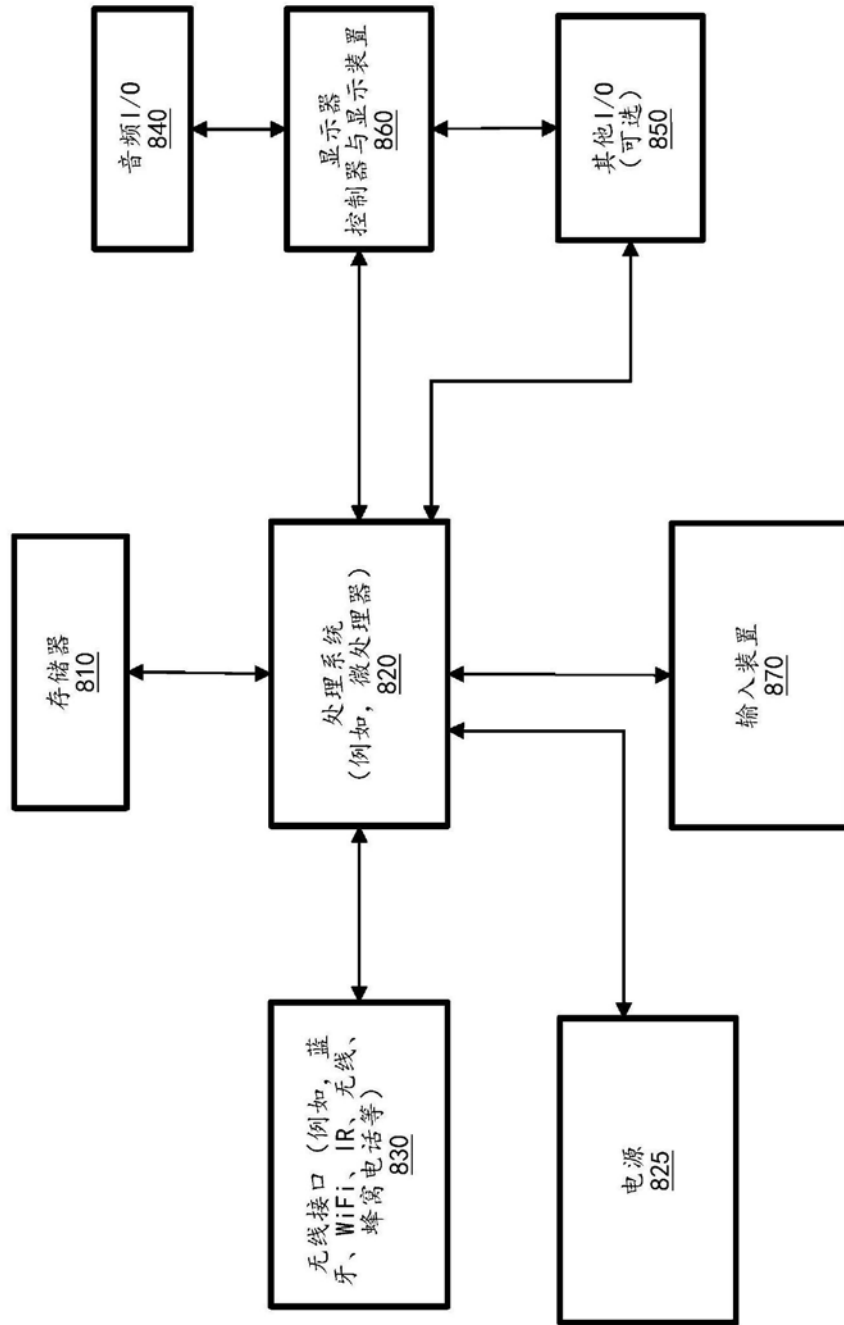 存储器
810
音频I/O
840
无线接口（例如，蓝
牙、WiFi、IR、无线、
蜂窝电话等）
830
处理系统
（例如，微处理器）
820
显示器
控制器与显示装置
860
电源
825
输入装置
870
其他I/O
（可选）
850